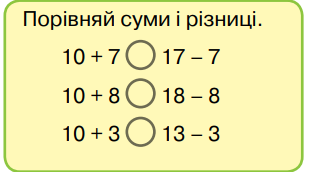 Порівняй суми і різниці.
10 + 7 ◯ 17 – 7
10 + 8 ◯ 18 – 8
10 + 3 ◯ 13 – 3